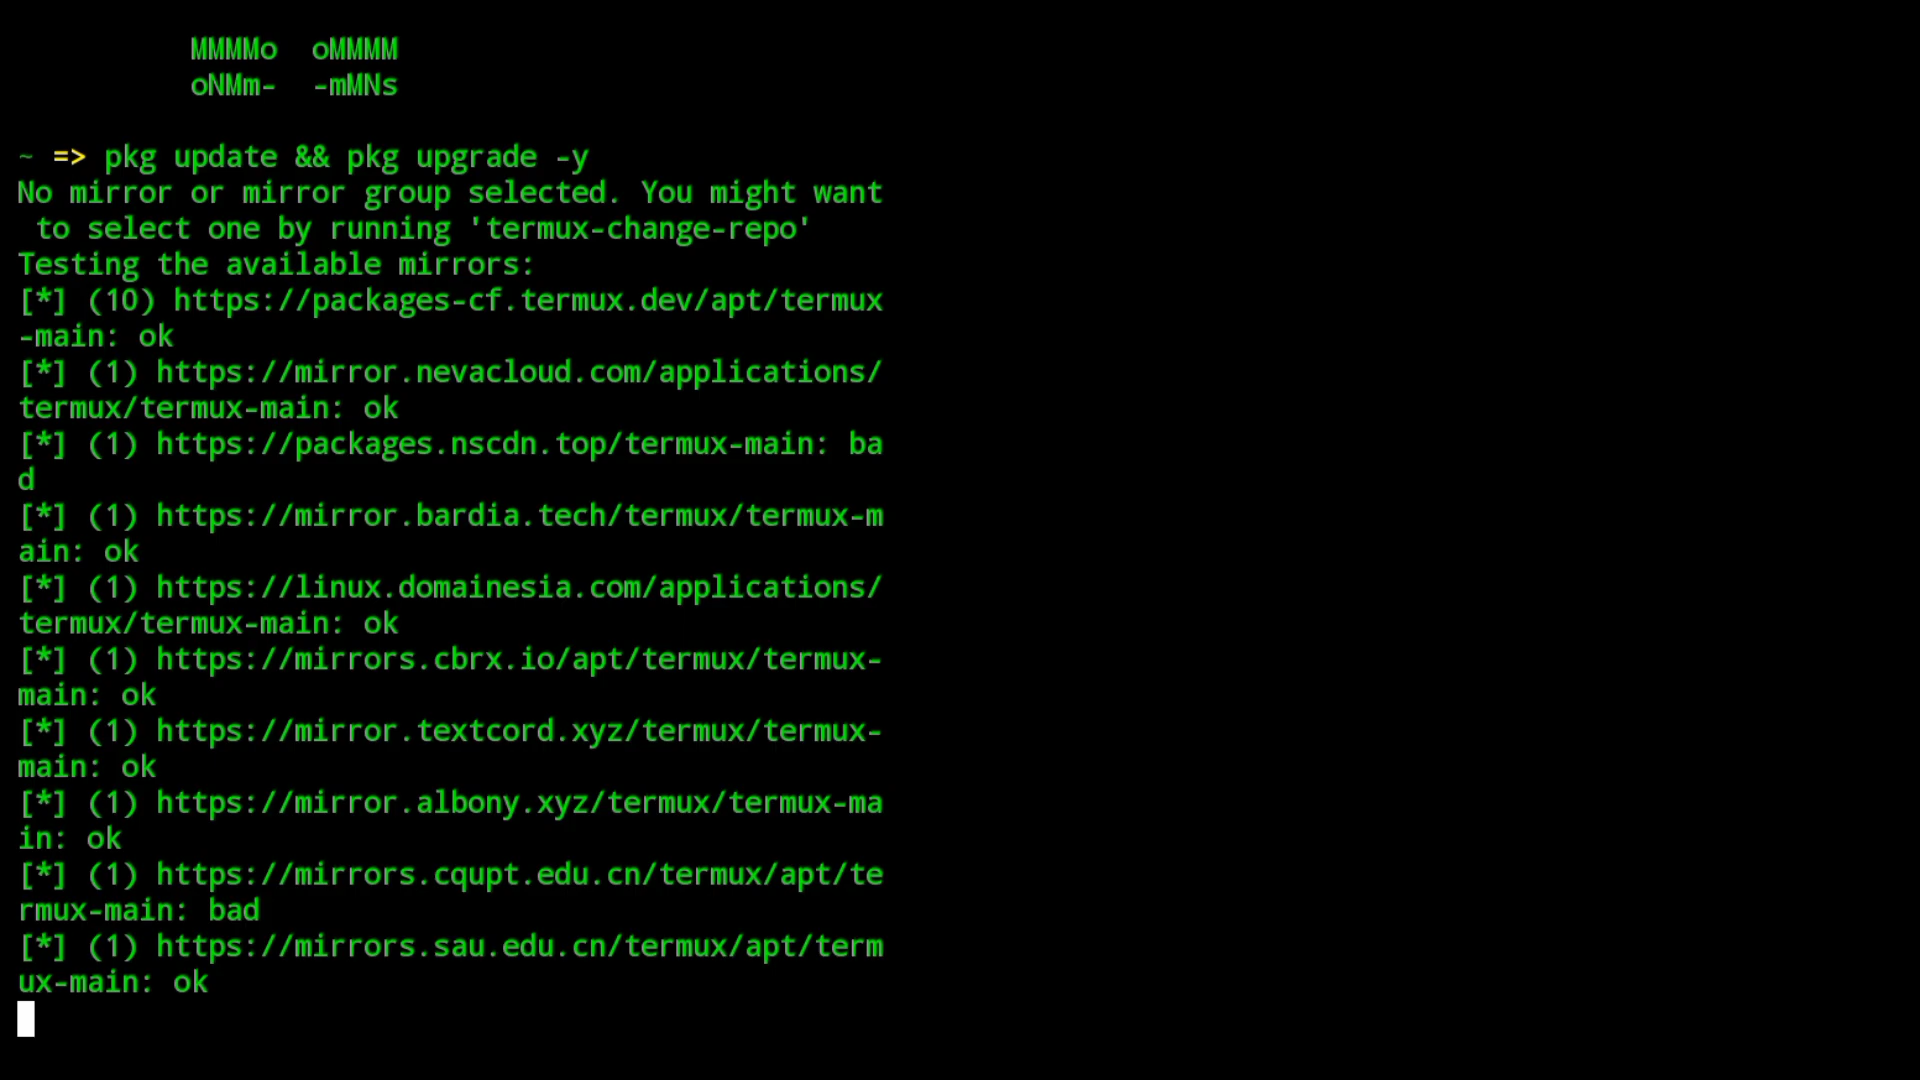 MMMMo  oMMMM
oNMm-  -mMNs
~ => pkg update && pkg upgrade -y
No mirror or mirror group selected. You might want
 to select one by running 'termux-change-repo'
Testing the available mirrors:
[*] (10) https://packages-cf.termux.dev/apt/termux
-main: ok
[*] (1) https://mirror.nevacloud.com/applications/
termux/termux-main: ok
[*] (1) https://packages.nscdn.top/termux-main: ba
d
[*] (1) https://mirror.bardia.tech/termux/termux-m
ain: ok
[*] (1) https://linux.domainesia.com/applications/
termux/termux-main: ok
[*] (1) https://mirrors.cbrx.io/apt/termux/termux-
main: ok
[*] (1) https://mirror.textcord.xyz/termux/termux-
main: ok
[*] (1) https://mirror.albony.xyz/termux/termux-ma
in: ok
[*] (1) https://mirrors.cqupt.edu.cn/termux/apt/te
rmux-main: bad
[*] (1) https://mirrors.sau.edu.cn/termux/apt/term
ux-main: ok